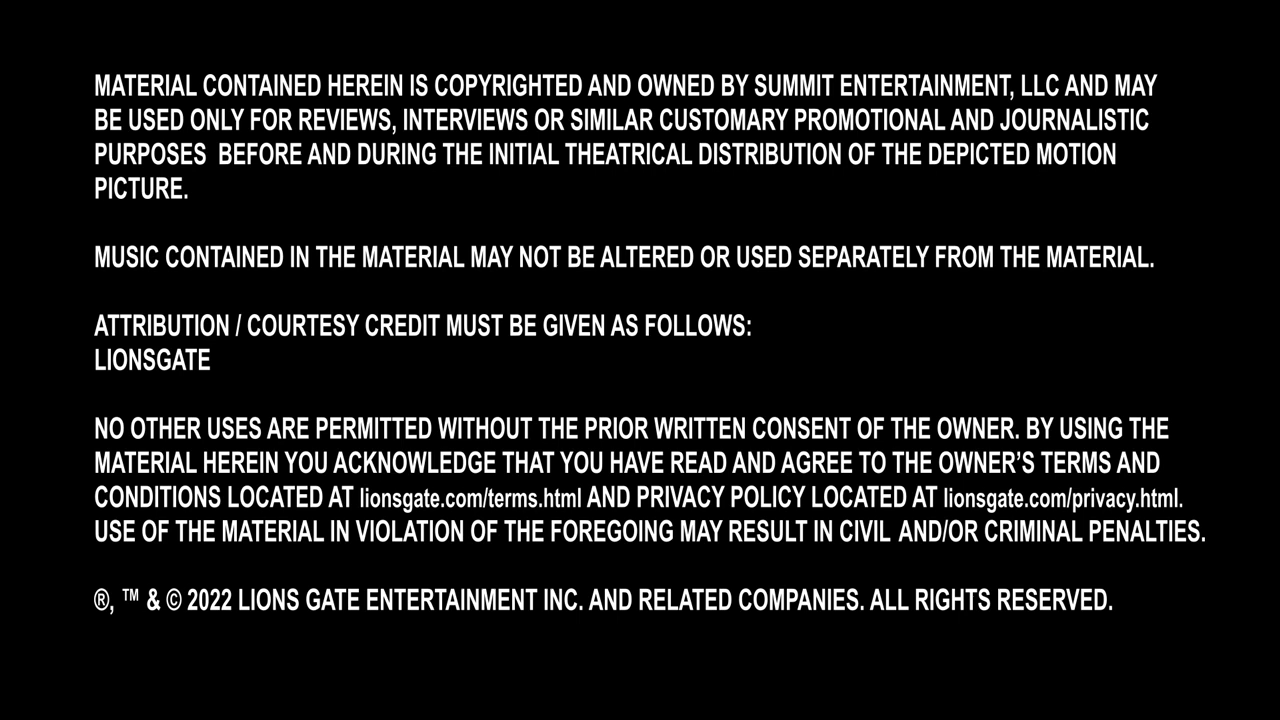 MATERIAL CONTAINED HEREIN IS COPYRIGHTED AND OWNED BY SUMMIT ENTERTAINMENT, LLC AND MAY
BE USED ONLY FOR REVIEWS, INTERVIEWS OR SIMILAR CUSTOMARY PROMOTIONAL AND JOURNALISTIC
PURPOSES  BEFORE AND DURING THE INITIAL THEATRICAL DISTRIBUTION OF THE DEPICTED MOTION
PICTURE.
MUSIC CONTAINED IN THE MATERIAL MAY NOT BE ALTERED OR USED SEPARATELY FROM THE MATERIAL.
ATTRIBUTION / COURTESY CREDIT MUST BE GIVEN AS FOLLOWS:
LIONSGATE
NO OTHER USES ARE PERMITTED WITHOUT THE PRIOR WRITTEN CONSENT OF THE OWNER. BY USING THE
MATERIAL HEREIN YOU ACKNOWLEDGE THAT YOU HAVE READ AND AGREE TO THE OWNER’S TERMS AND
CONDITIONS LOCATED AT lionsgate.com/terms.html AND PRIVACY POLICY LOCATED AT lionsgate.com/privacy.html.
USE OF THE MATERIAL IN VIOLATION OF THE FOREGOING MAY RESULT IN CIVIL AND/OR CRIMINAL PENALTIES.
®, ™ & © 2022 LIONS GATE ENTERTAINMENT INC. AND RELATED COMPANIES. ALL RIGHTS RESERVED.